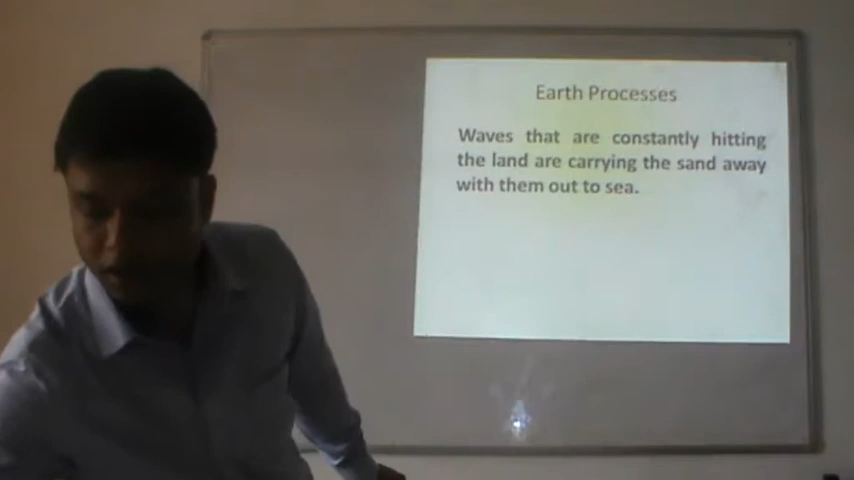 Earth Processes
Waves that are constantly hitting
the land are carrying the sand away
with them out to sea.